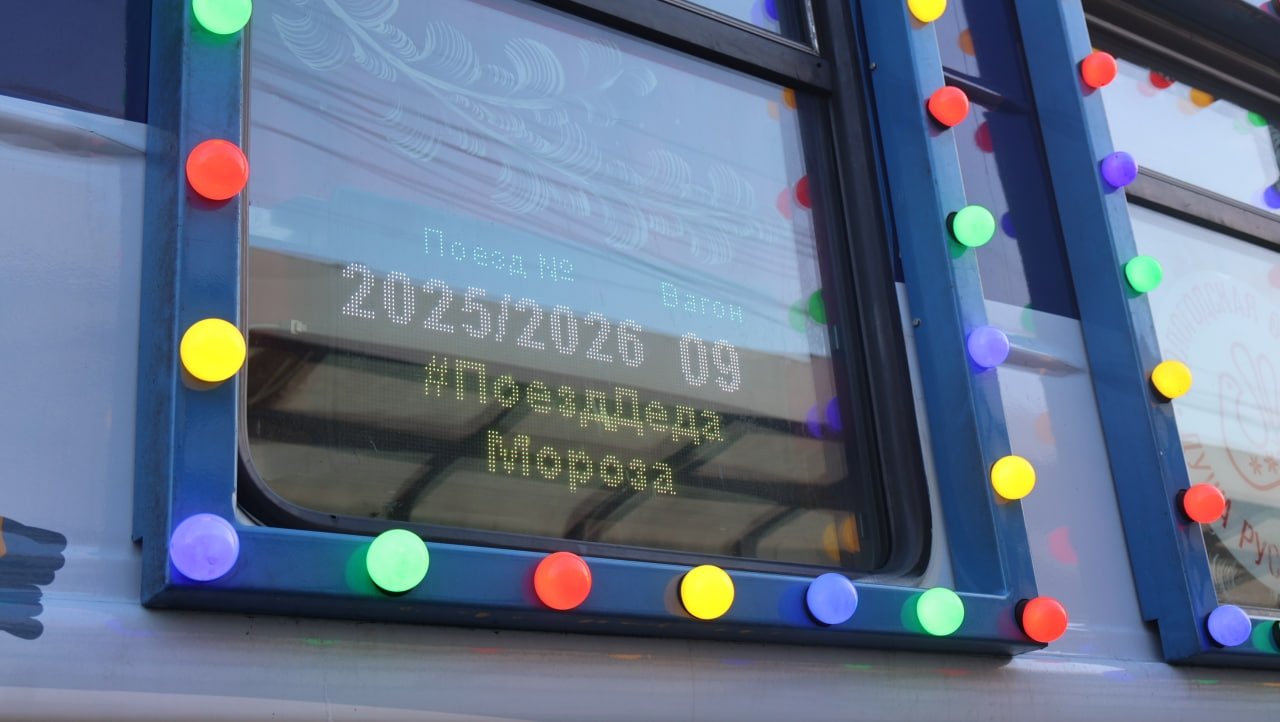 Поезд № Вагон
2025/2026 09
#ПоездДеда
Мороза